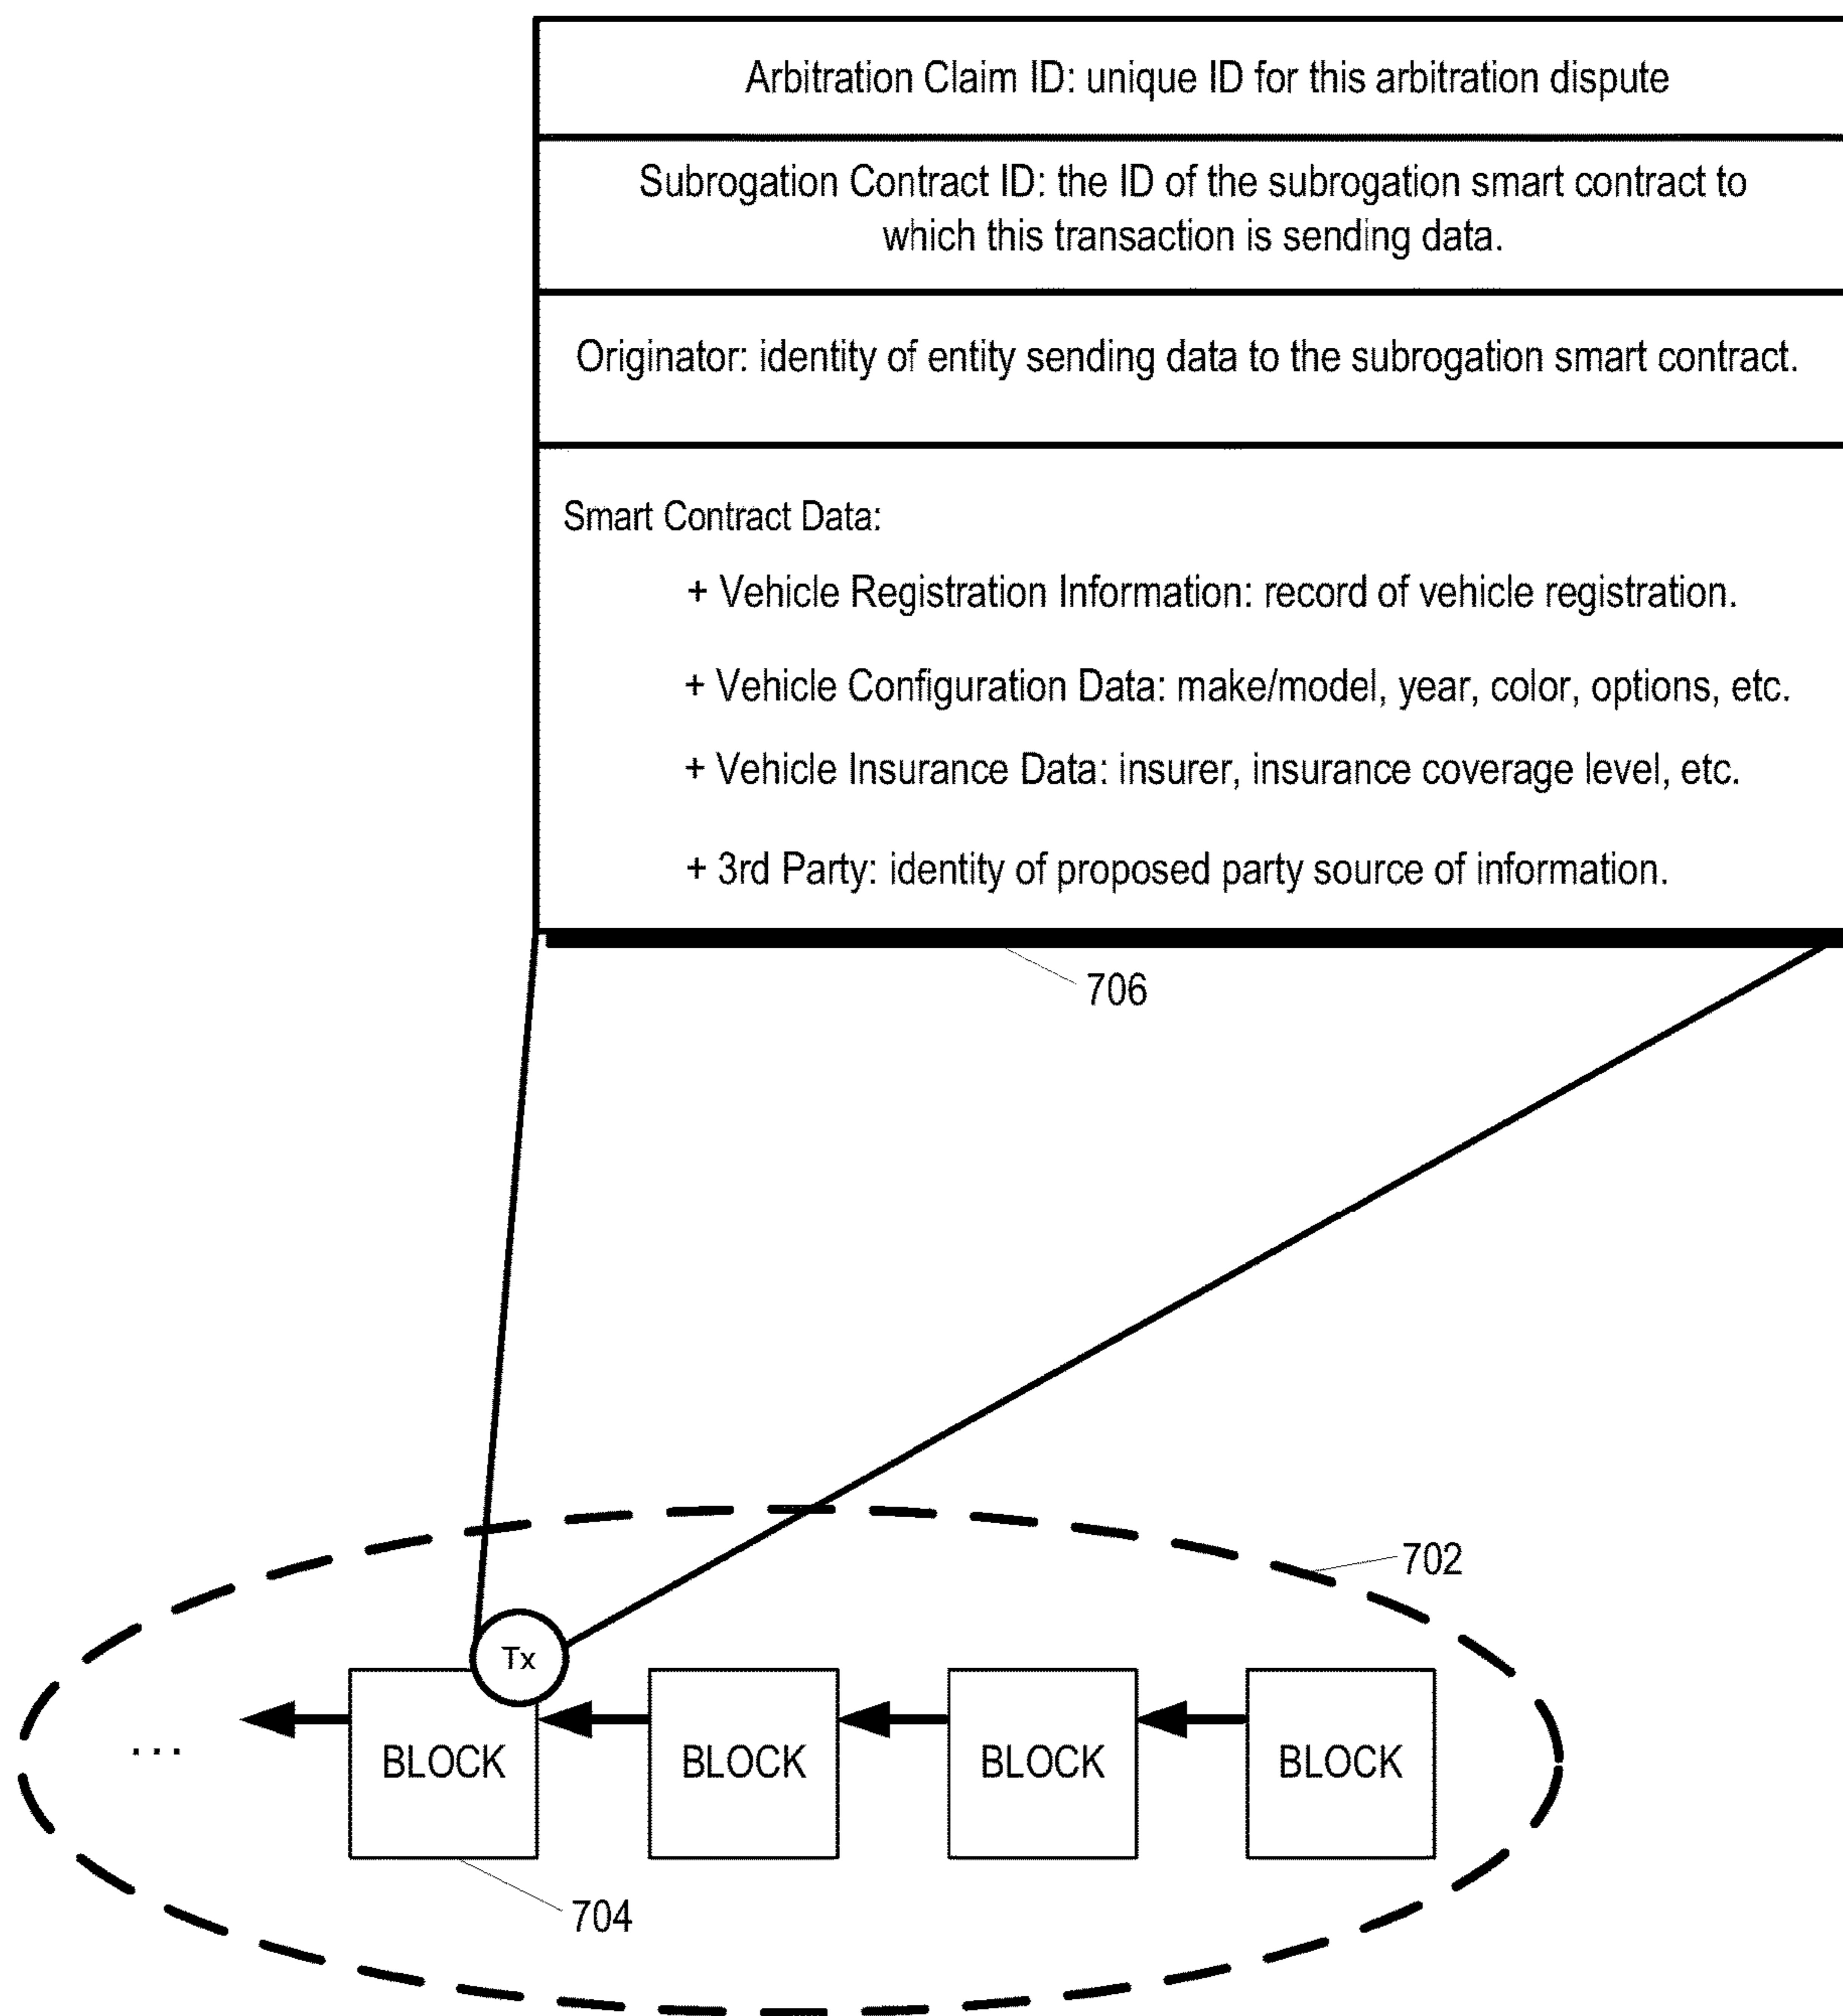 Arbitration Claim ID: unique ID for this arbitration dispute
Subrogation Contract ID: the ID of the subrogation smart contract to
which this transaction is sending data.
Originator: identity of entity sending data to the subrogation smart contract.
Smart Contract Data:
+ Vehicle Registration Information: record of vehicle registration.
+ Vehicle Configuration Data: make/model, year, color, options, etc.
+ Vehicle Insurance Data: insurer, insurance coverage level, etc.
+ 3rd Party: identity of proposed party source of information.
706
702
Tx
... BLOCK BLOCK BLOCK BLOCK
704